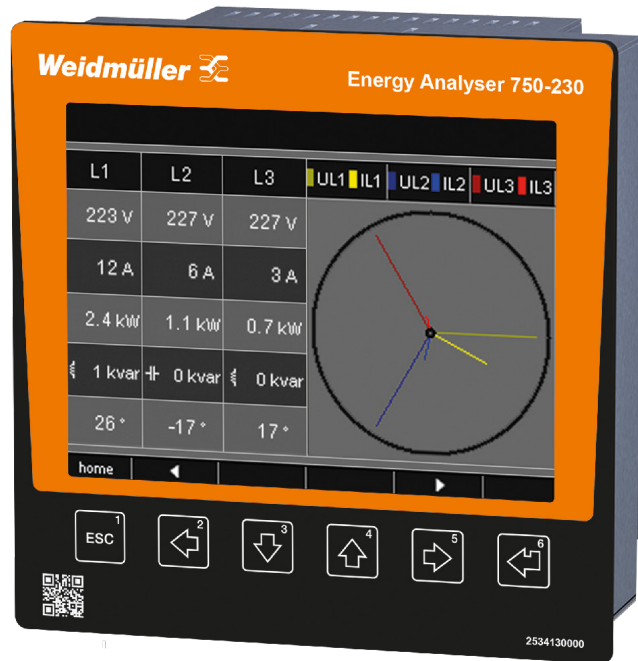 Weidmüller
Energy Analyser 750-230
L1 L2 L3 UL1 IL1 UL2 IL2 UL3 IL3
223 V 227 V 227 V
12 A 6 A 3 A
2.4 kW 1.1 kW 0.7 kW
1 kvar 0 kvar 0 kvar
26 ° -17 ° 17 °
home
ESC 1 2 3 4 5 6
2534130000